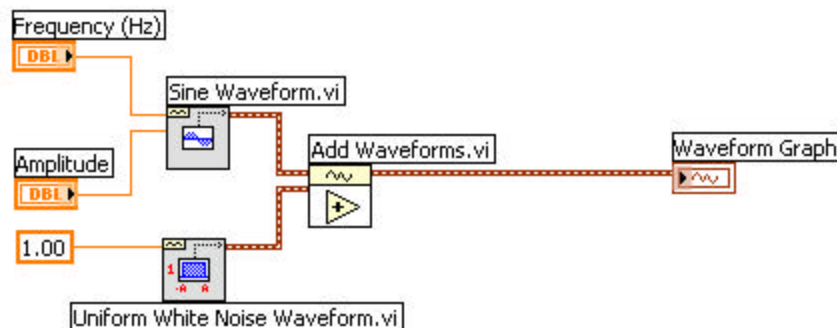 Frequency (Hz)
DBL
Sine Waveform.vi
Add Waveforms.vi
Waveform Graph
Amplitude
DBL
1.00
1
-A A
Uniform White Noise Waveform.vi